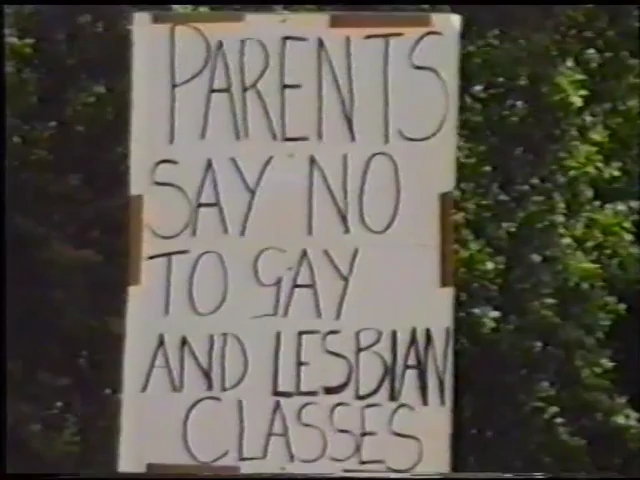 PARENTS
SAY NO
TO GAY
AND LESBIAN
CLASSES